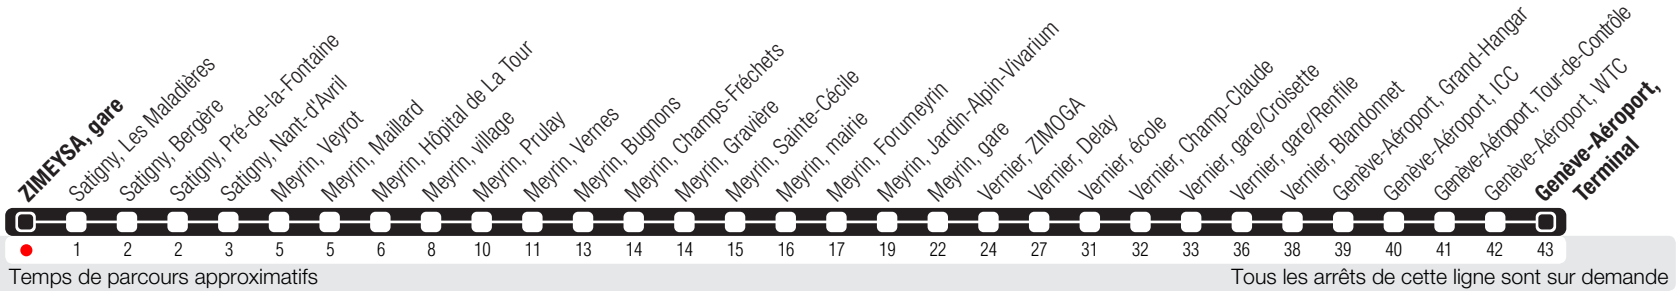 ZIMEYSA, gare
Satigny, Les Maladières
Satigny, Bergère
Satigny, Pré-de-la-Fontaine
Satigny, Nant-d'Avril
Meyrin, Veyrot
Meyrin, Maillard
Meyrin, Hôpital de La Tour
Meyrin, village
Meyrin, Prulay
Meyrin, Vernes
Meyrin, Bugnons
Meyrin, Champs-Fréchets
Meyrin, Gravière
Meyrin, Sainte-Cécile
Meyrin, mairie
Meyrin, Forumeyrin
Meyrin, Jardin-Alpin-Vivarium
Meyrin, gare
Vernier, ZIMOGA
Vernier, Delay
Vernier, école
Vernier, Champ-Claude
Vernier, gare/Croisette
Vernier, gare/Renfile
Vernier, Blandonnet
Genève-Aéroport, Grand-Hangar
Genève-Aéroport, ICC
Genève-Aéroport, Tour-de-Contrôle
Genève-Aéroport, WTC
Genève-Aéroport,
Terminal
1 2 2 3 5 5 6 8 10 11 13 14 14 15 16 17 19 22 24 27 31 32 33 36 38 39 40 41 42 43
Temps de parcours approximatifs
Tous les arrêts de cette ligne sont sur demande